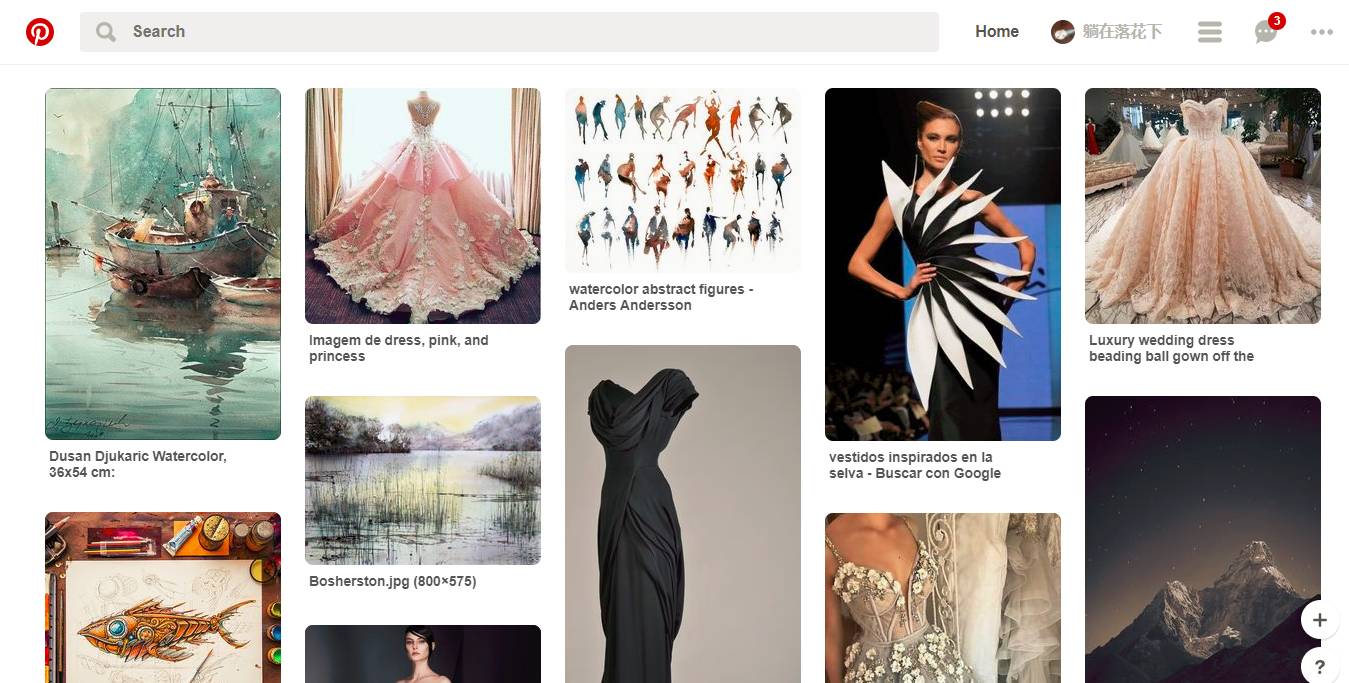 Search
Home
躺在落花下
3
Dusan Djukaric Watercolor,
36x54 cm:
Imagem de dress, pink, and
princess
Bosherston.jpg (800×575)
watercolor abstract figures -
Anders Andersson
vestidos inspirados en la
selva - Buscar con Google
Luxury wedding dress
beading ball gown off the
+
?